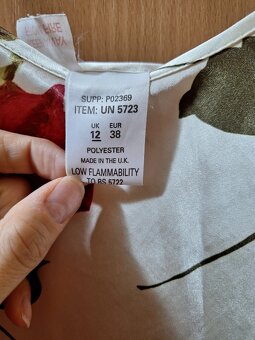 SUPP: P02369
ITEM: UN 5723
UK EUR
12 38
POLYESTER
MADE IN THE U.K.
LOW FLAMMABILITY
TO BS 5722